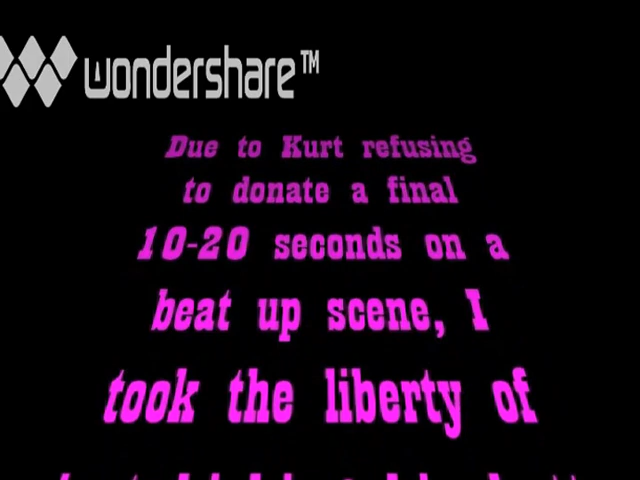 wondershare™
Due to Kurt refusing
to donate a final
10-20 seconds on a
beat up scene, I
took the liberty of